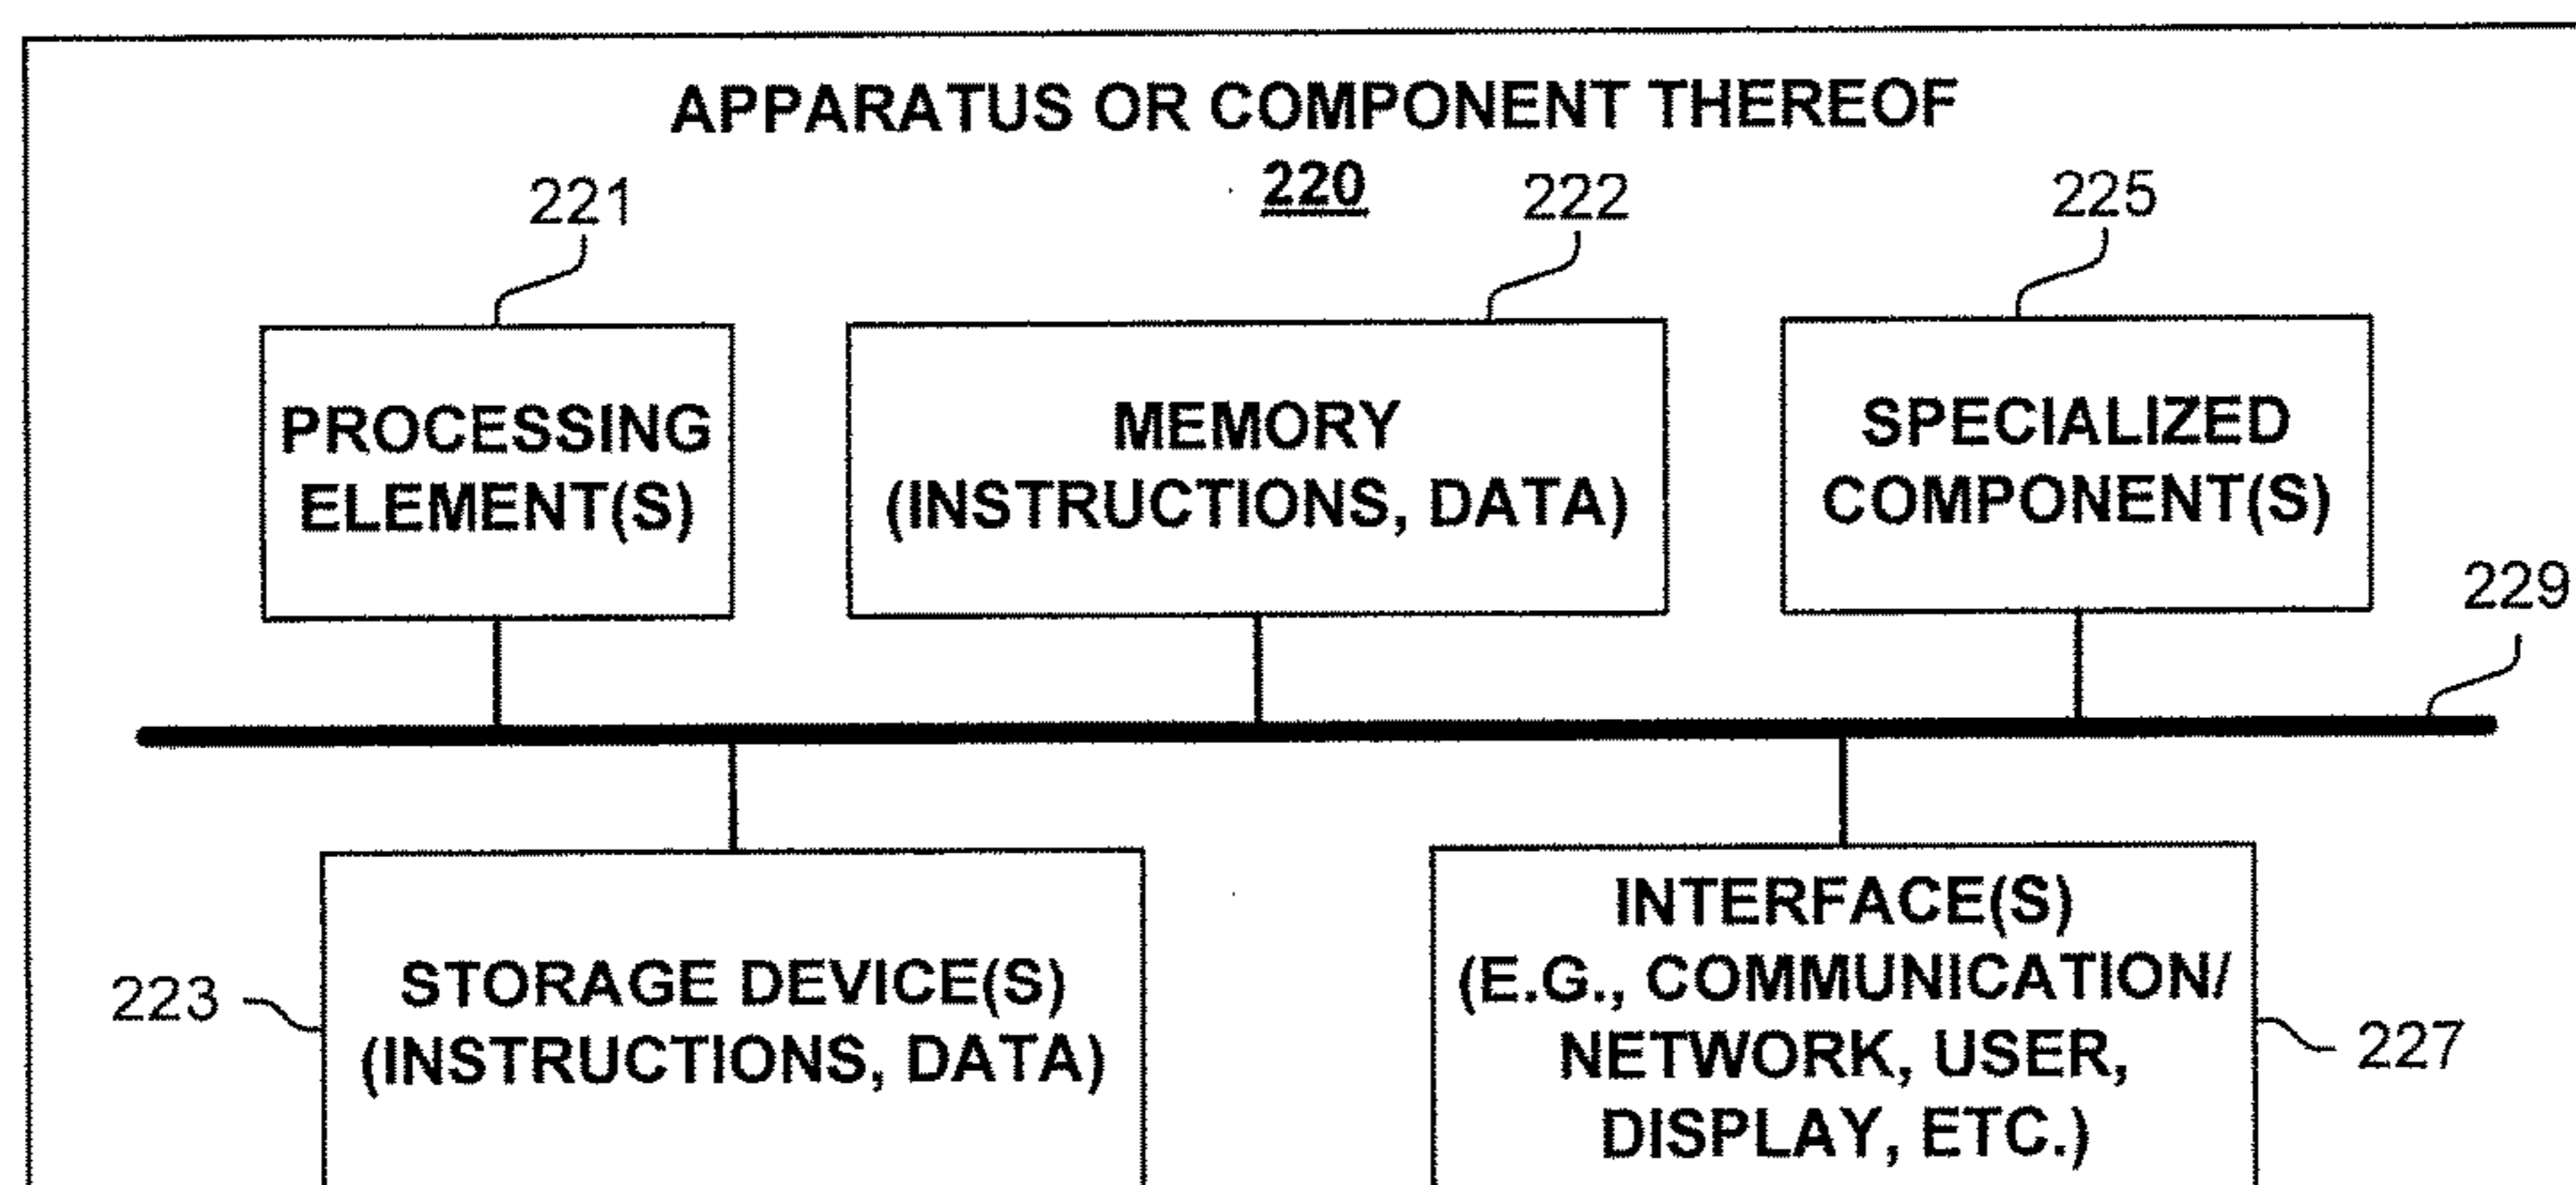 APPARATUS OR COMPONENT THEREOF
220
221
222
225
PROCESSING
ELEMENT(S)
MEMORY
(INSTRUCTIONS, DATA)
SPECIALIZED
COMPONENT(S)
229
223
STORAGE DEVICE(S)
(INSTRUCTIONS, DATA)
INTERFACE(S)
(E.G., COMMUNICATION/
NETWORK, USER,
DISPLAY, ETC.)
227